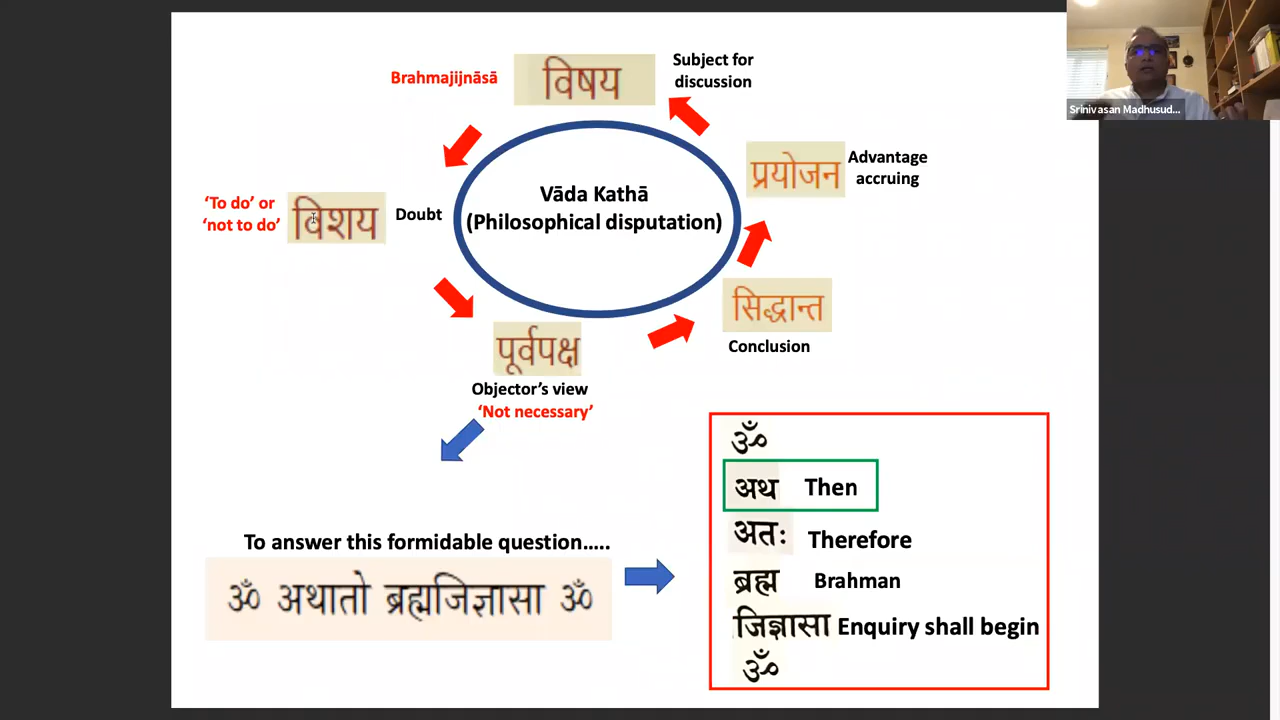 Brahmajijnāsā
विषय
Subject for
discussion
Srinivasan Madhusud...
प्रयोजन
Advantage
accruing
Vāda Kathā
(Philosophical disputation)
'To do' or
'not to do'
विशय
Doubt
सिद्धान्त
Conclusion
पूर्वपक्ष
Objector's view
'Not necessary'
To answer this formidable question.....
ॐ अथातो ब्रह्मजिज्ञासा ॐ
ॐ
अथ Then
अतः Therefore
ब्रह्म Brahman
जिज्ञासा Enquiry shall begin
ॐ